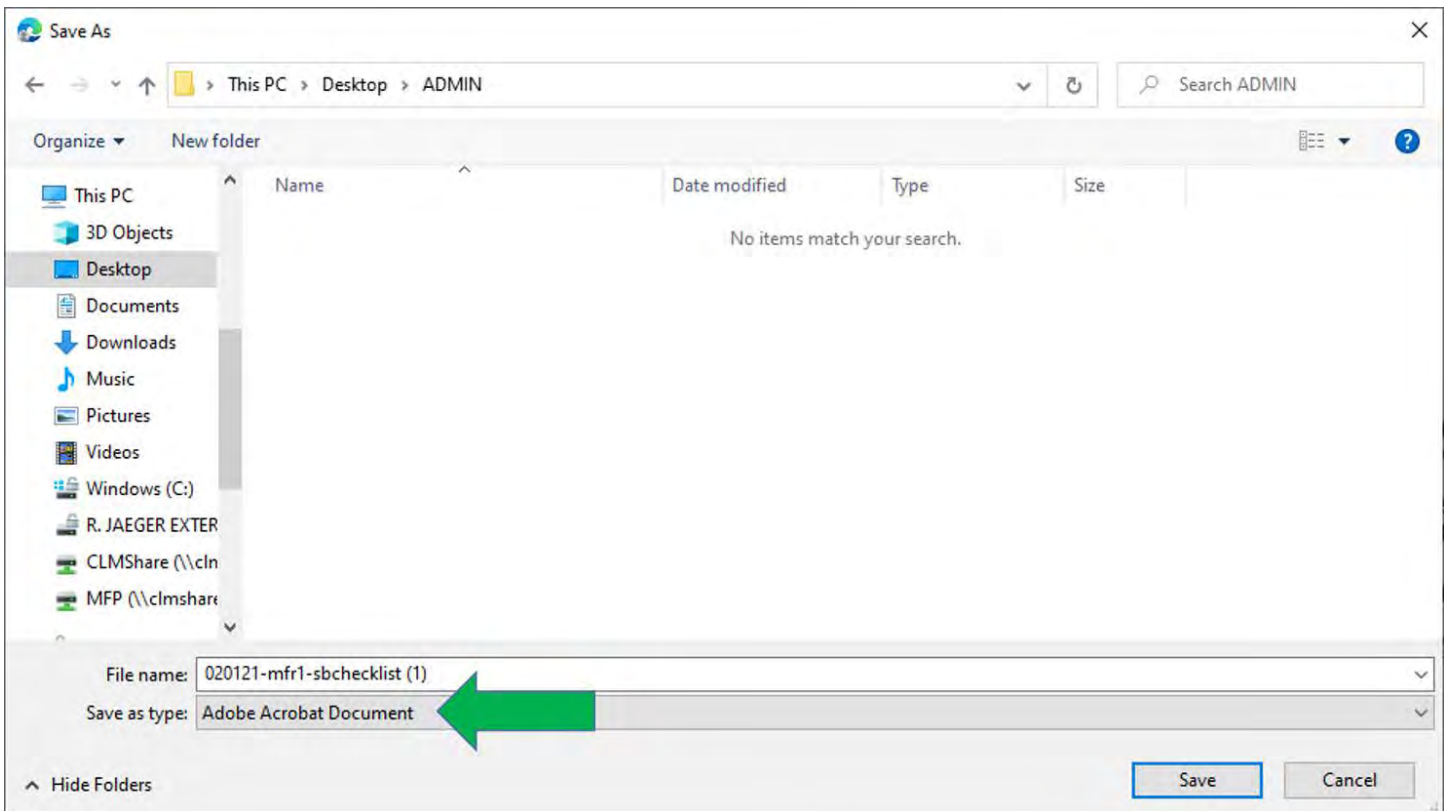 Save As
This PC > Desktop > ADMIN
Search ADMIN
Organize
New folder
Name
Date modified
Type
Size
No items match your search.
This PC
3D Objects
Desktop
Documents
Downloads
Music
Pictures
Videos
Windows (C:)
R. JAEGER EXTER
CLMShare (\\cln
MFP (\\clmshare
File name: 020121-mfr1-sbchecklist (1)
Save as type: Adobe Acrobat Document
Hide Folders
Save
Cancel